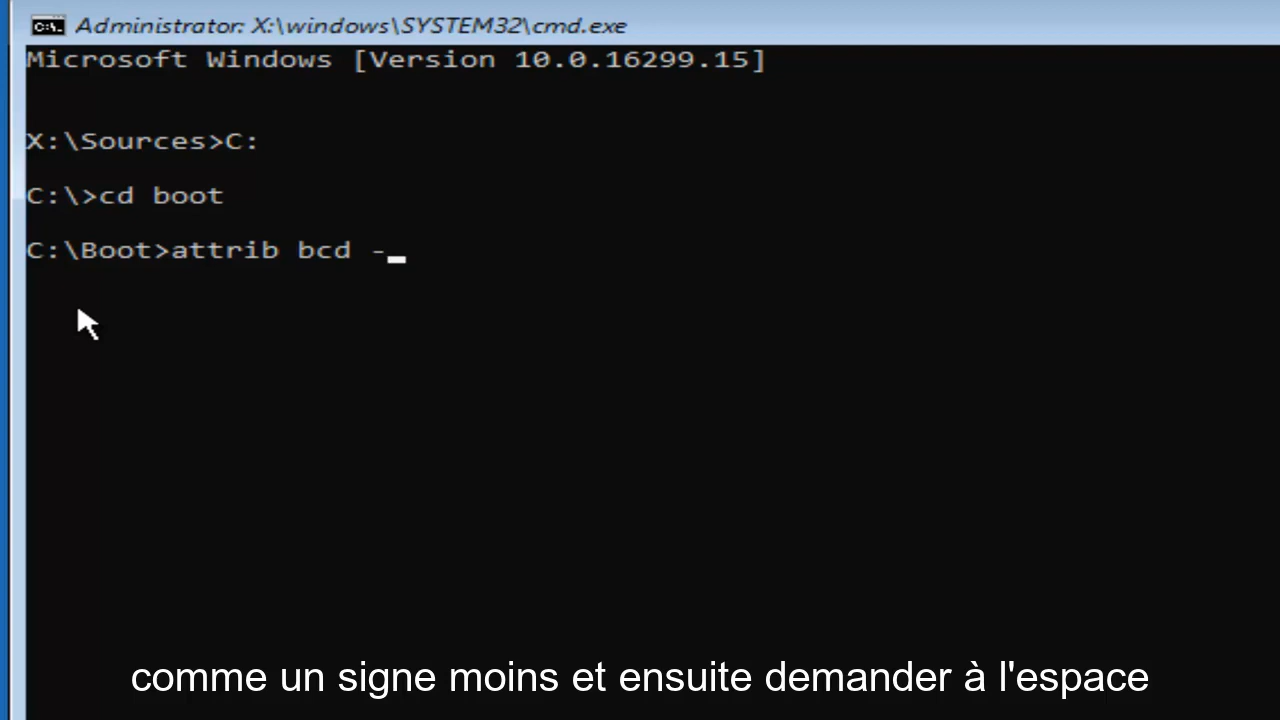 Administrator: X:\windows\SYSTEM32\cmd.exe
Microsoft Windows [Version 10.0.16299.15]
X:\Sources>C:
C:\>cd boot
C:\Boot>attrib bcd -_
comme un signe moins et ensuite demander à l'espace